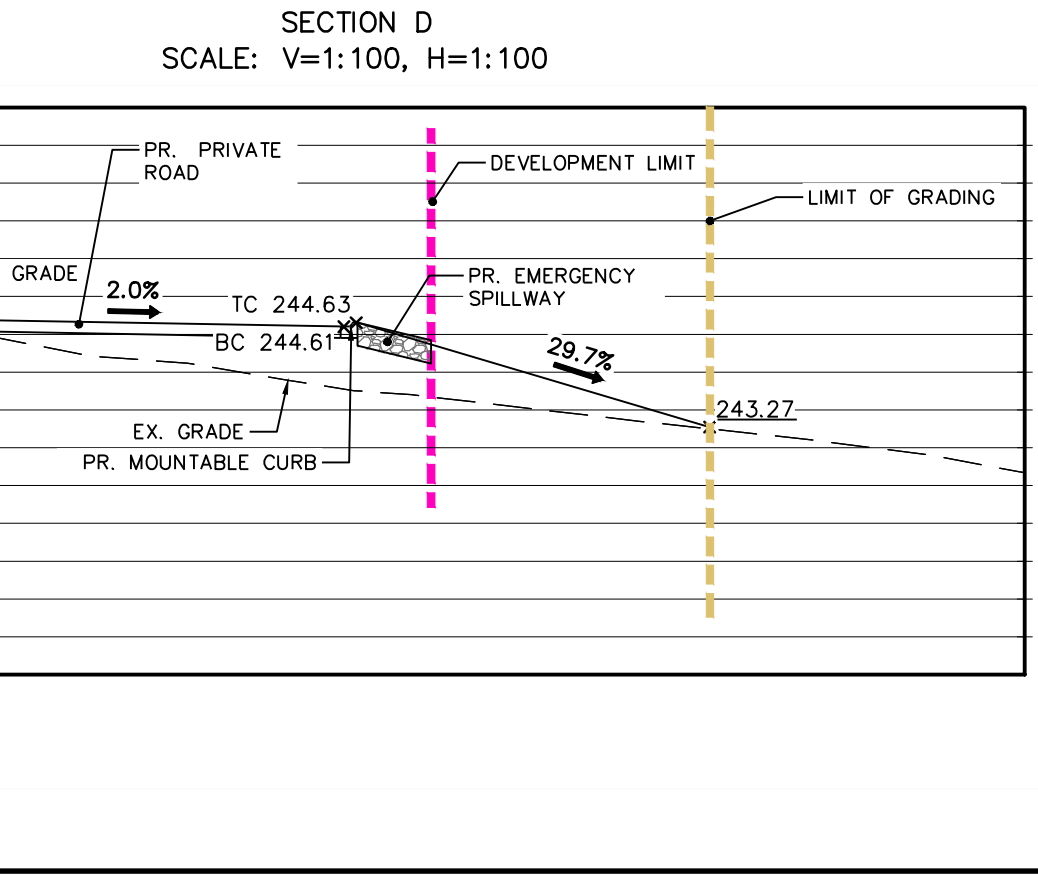 SECTION D
SCALE: V=1:100, H=1:100
PR. PRIVATE
ROAD
DEVELOPMENT LIMIT
LIMIT OF GRADING
GRADE
2.0%
TC 244.63
PR. EMERGENCY
SPILLWAY
BC 244.61
29.7%
243.27
EX. GRADE
PR. MOUNTABLE CURB